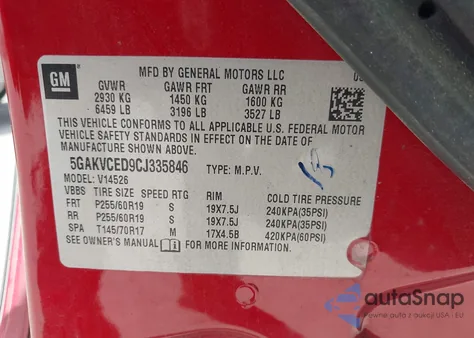 GM
MFD BY GENERAL MOTORS LLC
GVWR GAWR FRT GAWR RR
2930 KG 1450 KG 1600 KG
6459 LB 3196 LB 3527 LB
THIS VEHICLE CONFORMS TO ALL APPLICABLE U.S. FEDERAL MOTOR
VEHICLE SAFETY STANDARDS IN EFFECT ON THE DATE OF
MANUFACTURE SHOWN ABOVE.
5GAKVCED9CJ335846 TYPE: M.P.V.
MODEL: V14526
VBBS TIRE SIZE SPEED RTG RIM COLD TIRE PRESSURE
FRT P255/60R19 S 19X7.5J 240KPA(35PSI)
RR P255/60R19 S 19X7.5J 240KPA(35PSI)
SPA T145/70R17 M 17X4.5B 420KPA(60PSI)
SEE OWNER'S MANUAL
autoSnap